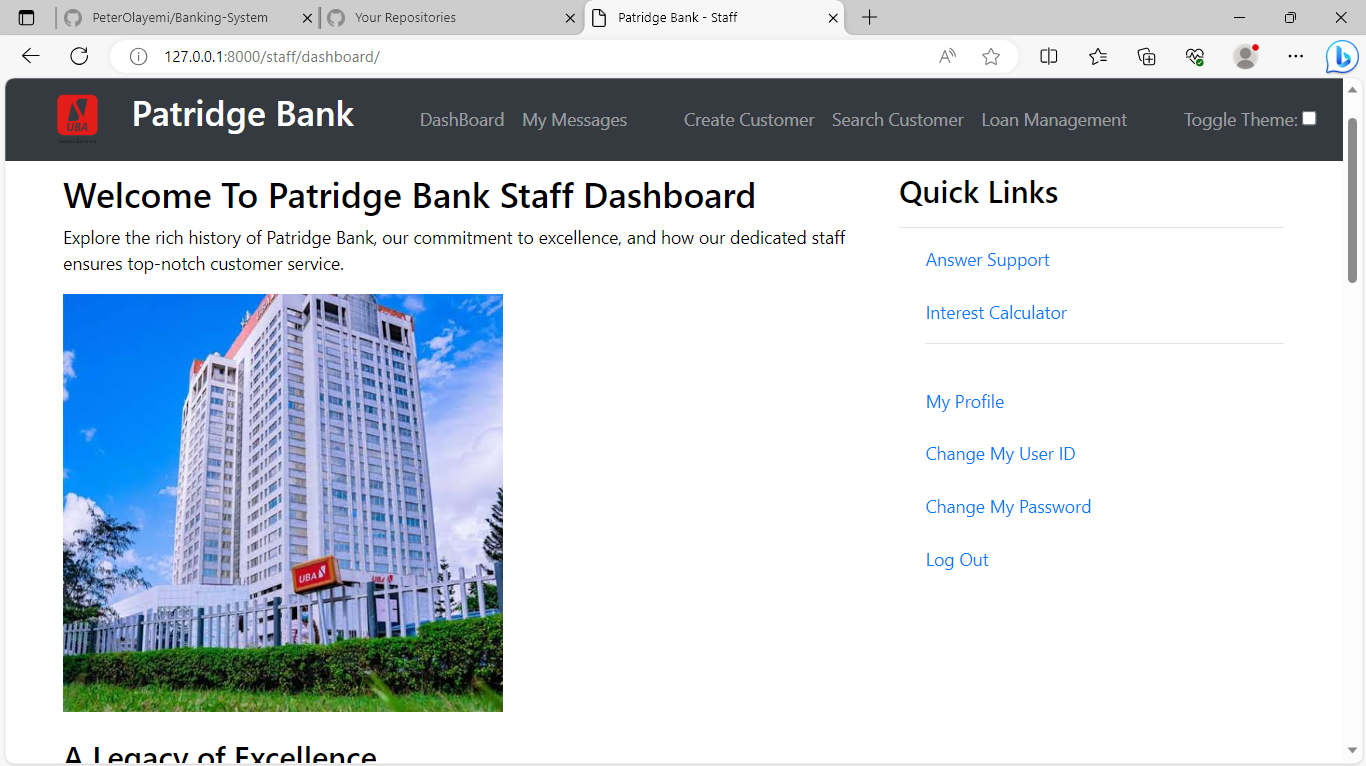 PeterOlayemi/Banking-System
Your Repositories
Patridge Bank - Staff
127.0.0.1:8000/staff/dashboard/
UBA
Patridge Bank
DashBoard
My Messages
Create Customer
Search Customer
Loan Management
Toggle Theme:
Welcome To Patridge Bank Staff Dashboard
Explore the rich history of Patridge Bank, our commitment to excellence, and how our dedicated staff
ensures top-notch customer service.
UBA
UBA
A Legacy of Excellence
Quick Links
Answer Support
Interest Calculator
My Profile
Change My User ID
Change My Password
Log Out